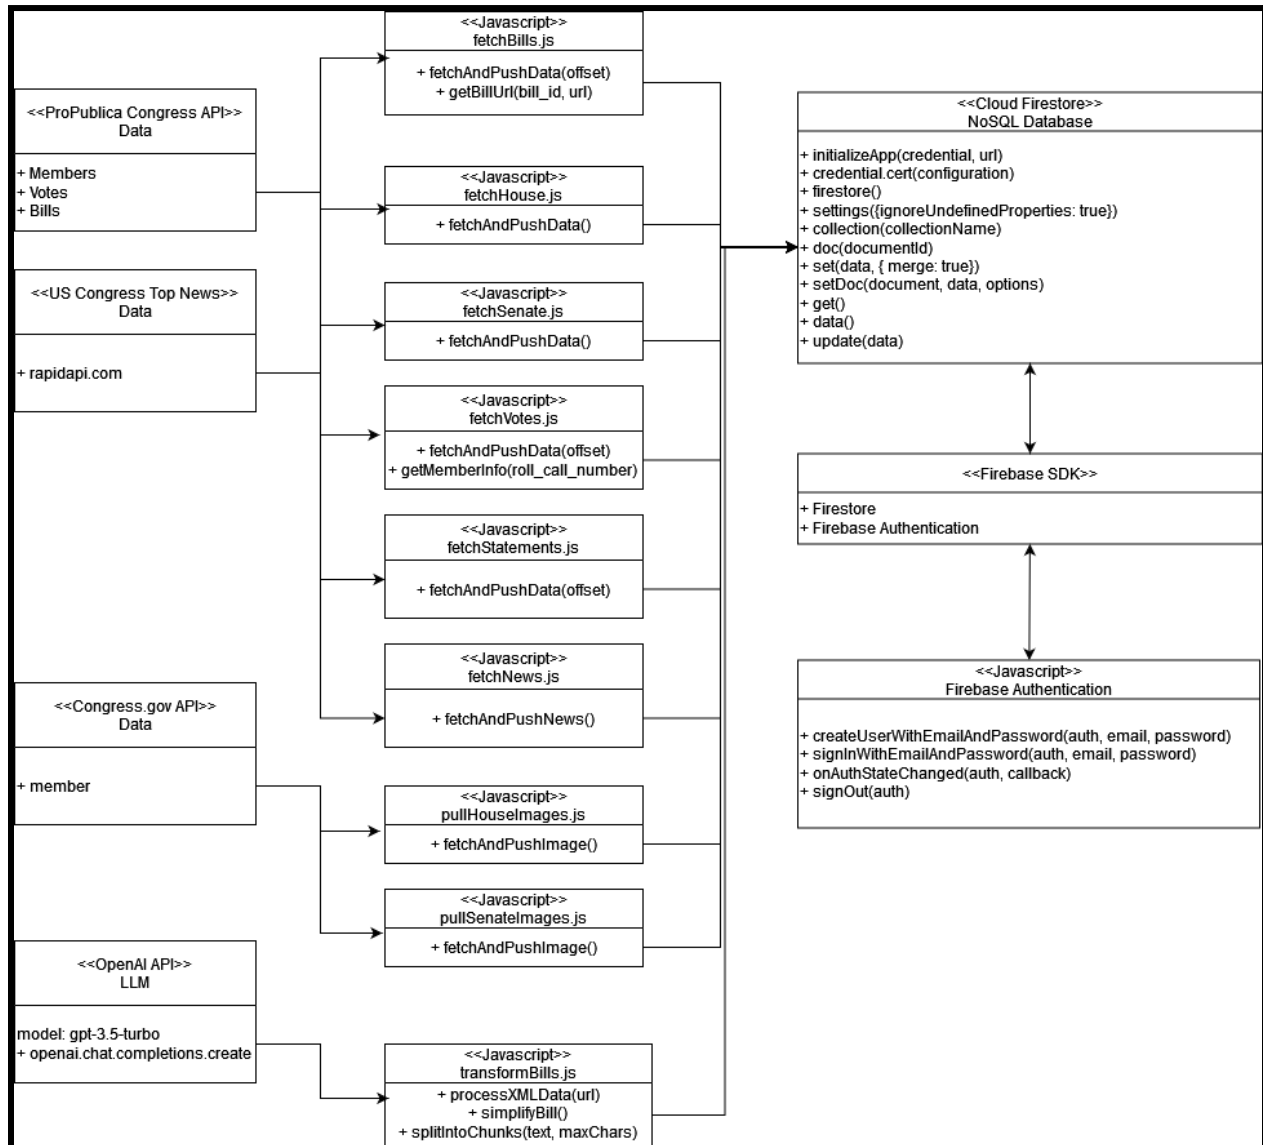 <<Javascript>>
fetchBills.js
+ fetchAndPushData(offset)
+ getBillUrl(bill_id, url)
<<ProPublica Congress API>>
Data
+ Members
+ Votes
+ Bills
<<Javascript>>
fetchHouse.js
+ fetchAndPushData()
<<US Congress Top News>>
Data
+ rapidapi.com
<<Javascript>>
fetchSenate.js
+ fetchAndPushData()
<<Javascript>>
fetchVotes.js
+ fetchAndPushData(offset)
+ getMemberInfo(roll_call_number)
<<Javascript>>
fetchStatements.js
+ fetchAndPushData(offset)
<<Javascript>>
fetchNews.js
+ fetchAndPushNews()
<<Congress.gov API>>
Data
+ member
<<Javascript>>
pullHouseImages.js
+ fetchAndPushImage()
<<Javascript>>
pullSenateImages.js
+ fetchAndPushImage()
<<OpenAI API>>
LLM
model: gpt-3.5-turbo
+ openai.chat.completions.create
<<Javascript>>
transformBills.js
+ processXMLData(url)
+ simplifyBill()
+ splitIntoChunks(text, maxChars)
<<Cloud Firestore>>
NoSQL Database
+ initializeApp(credential, url)
+ credential.cert(configuration)
+ firestore()
+ settings({ignoreUndefinedProperties: true})
+ collection(collectionName)
+ doc(documentId)
+ set(data, { merge: true})
+ setDoc(document, data, options)
+ get()
+ data()
+ update(data)
<<Firebase SDK>>
+ Firestore
+ Firebase Authentication
<<Javascript>>
Firebase Authentication
+ createUserWithEmailAndPassword(auth, email, password)
+ signInWithEmailAndPassword(auth, email, password)
+ onAuthStateChanged(auth, callback)
+ signOut(auth)